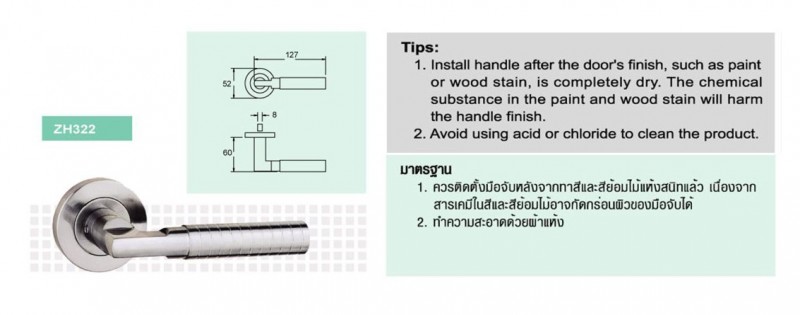 127
52
8
60
ZH322
Tips:
1. Install handle after the door's finish, such as paint
or wood stain, is completely dry. The chemical
substance in the paint and wood stain will harm
the handle finish.
2. Avoid using acid or chloride to clean the product.
มาตรฐาน
1. ควรติดตั้งมือจับหลังจากทาสีและสีย้อมไม้แห้งสนิทแล้ว เนื่องจาก
สารเคมีในสีและสีย้อมไม้อาจกัดกร่อนผิวของมือจับได้
2. ทำความสะอาดด้วยผ้าแห้ง